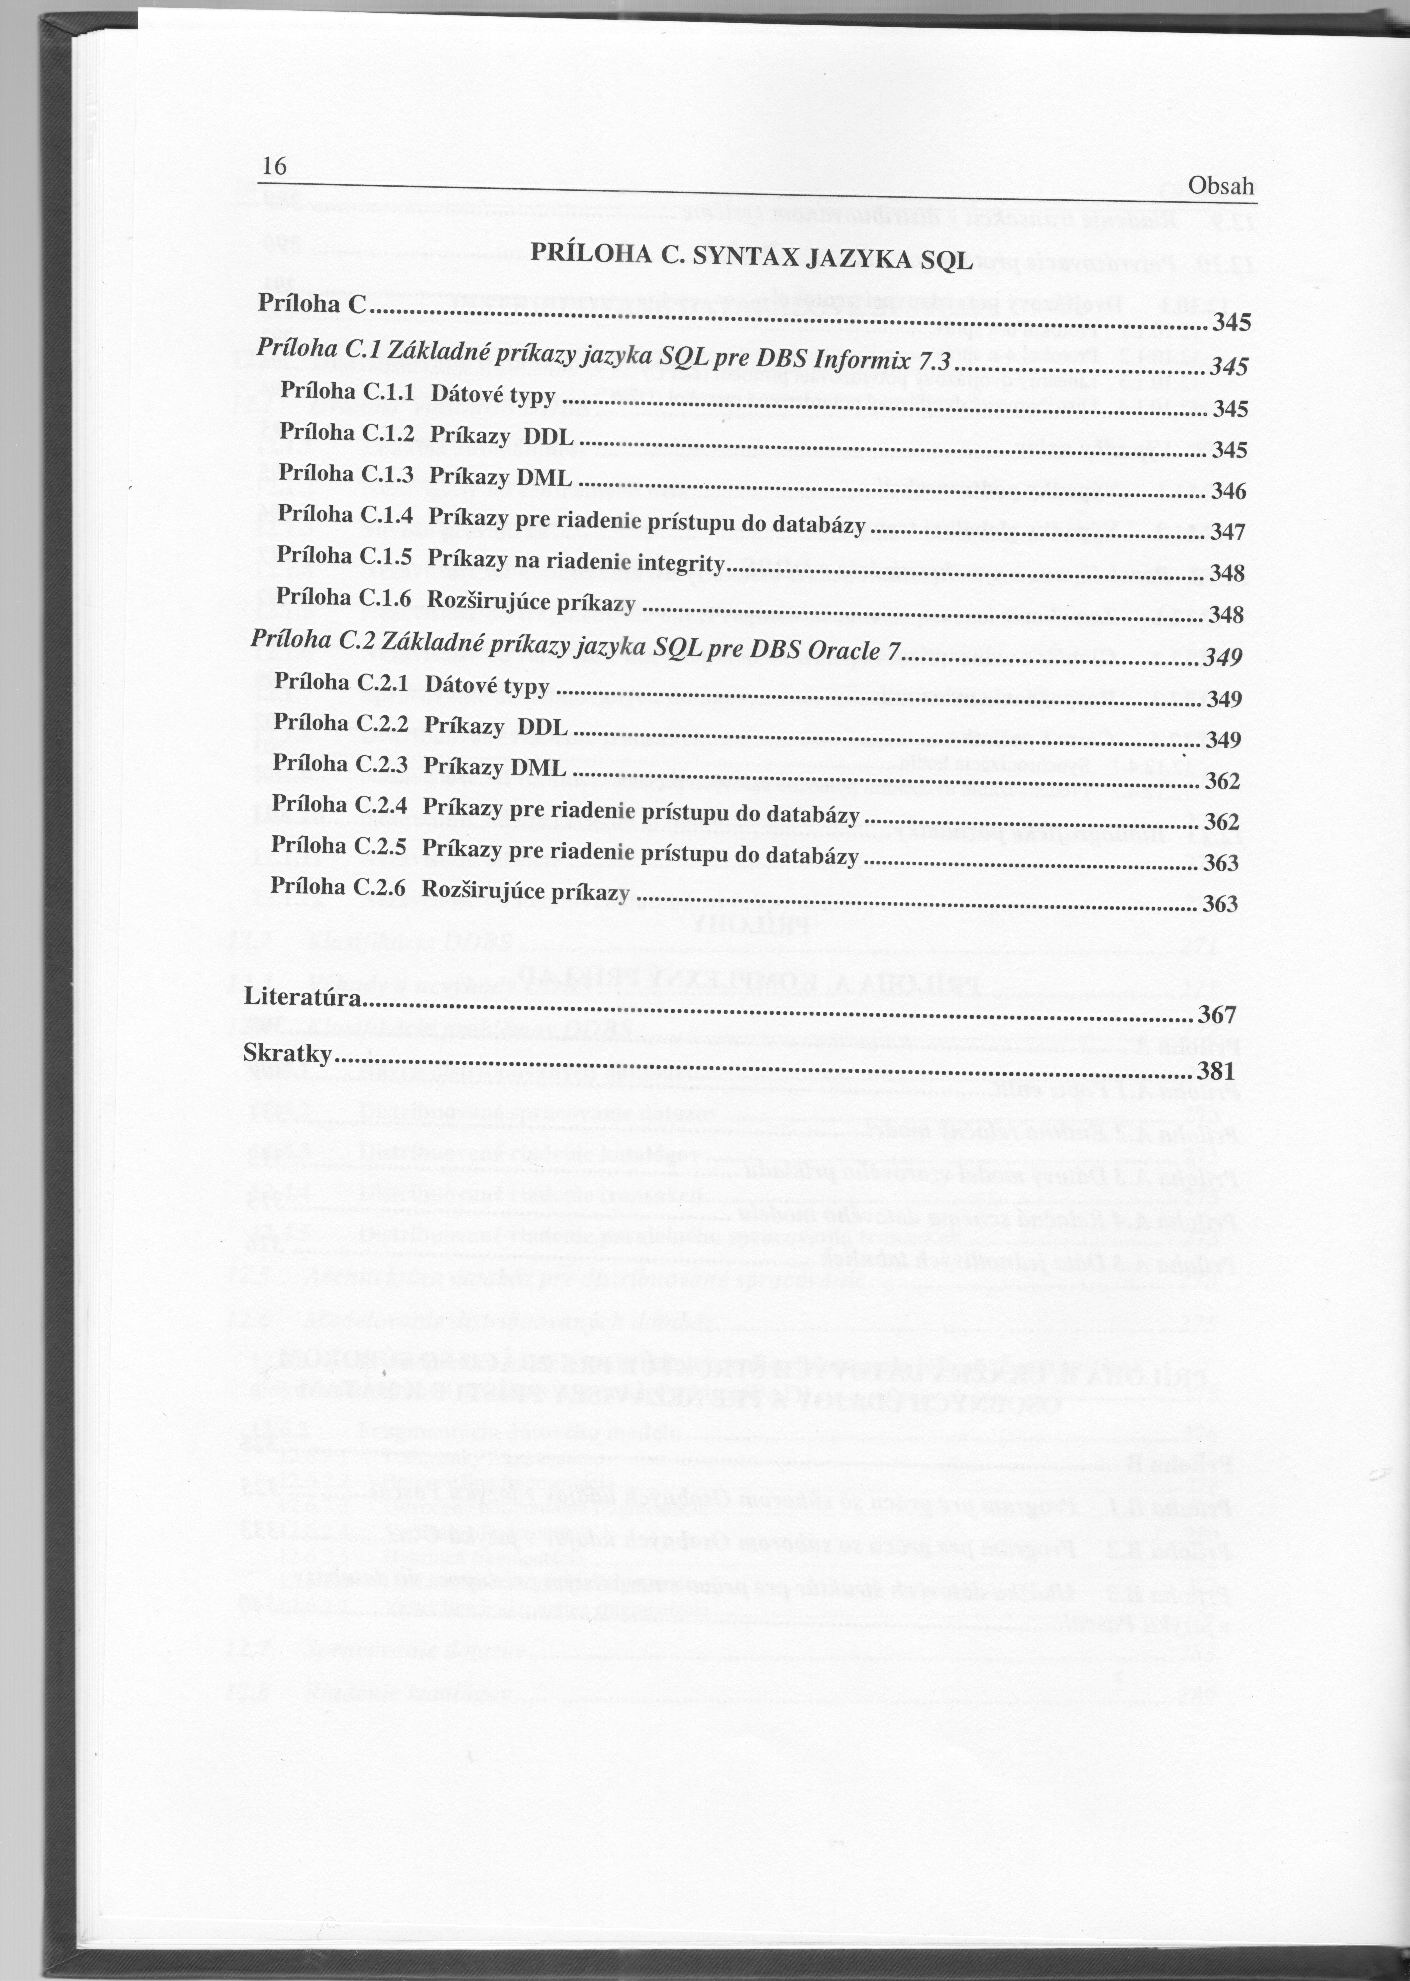 16
Obsah
PRÍLOHA C. SYNTAX JAZYKA SQL
Príloha C.......... 345
Príloha C.1 Základné príkazy jazyka SQL pre DBS Informix 7.3.......... 345
Príloha C.1.1 Dátové typy .......... 345
Príloha C.1.2 Príkazy DDL .......... 345
Príloha C.1.3 Príkazy DML .......... 346
Príloha C.1.4 Príkazy pre riadenie prístupu do databázy .......... 347
Príloha C.1.5 Príkazy na riadenie integrity.......... 348
Príloha C.1.6 Rozširujúce príkazy .......... 348
Príloha C.2 Základné príkazy jazyka SQL pre DBS Oracle 7.......... 349
Príloha C.2.1 Dátové typy .......... 349
Príloha C.2.2 Príkazy DDL .......... 349
Príloha C.2.3 Príkazy DML .......... 362
Príloha C.2.4 Príkazy pre riadenie prístupu do databázy .......... 362
Príloha C.2.5 Príkazy pre riadenie prístupu do databázy .......... 363
Príloha C.2.6 Rozširujúce príkazy .......... 363
Literatúra.......... 367
Skratky.......... 381